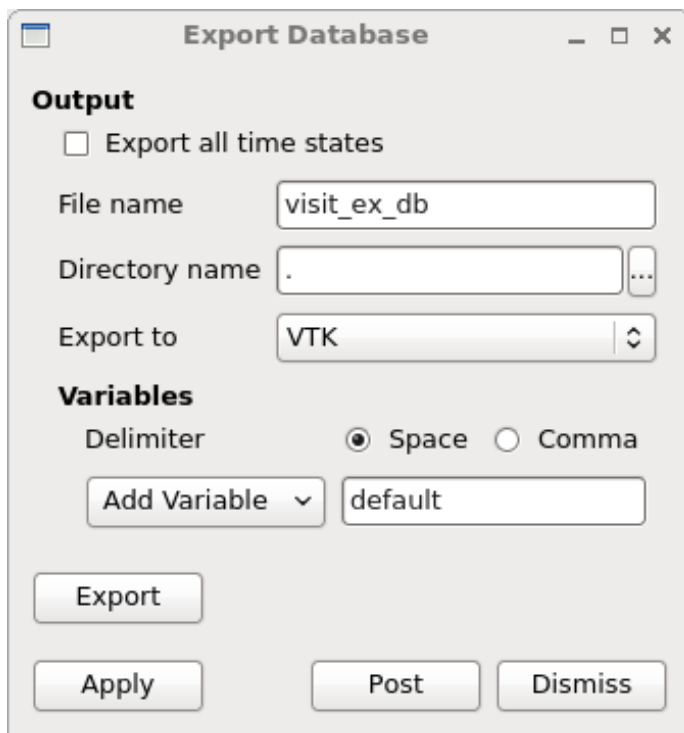 Export Database
Output
Export all time states
File name visit_ex_db
Directory name . ...
Export to VTK
Variables
Delimiter Space Comma
Add Variable default
Export
Apply Post Dismiss